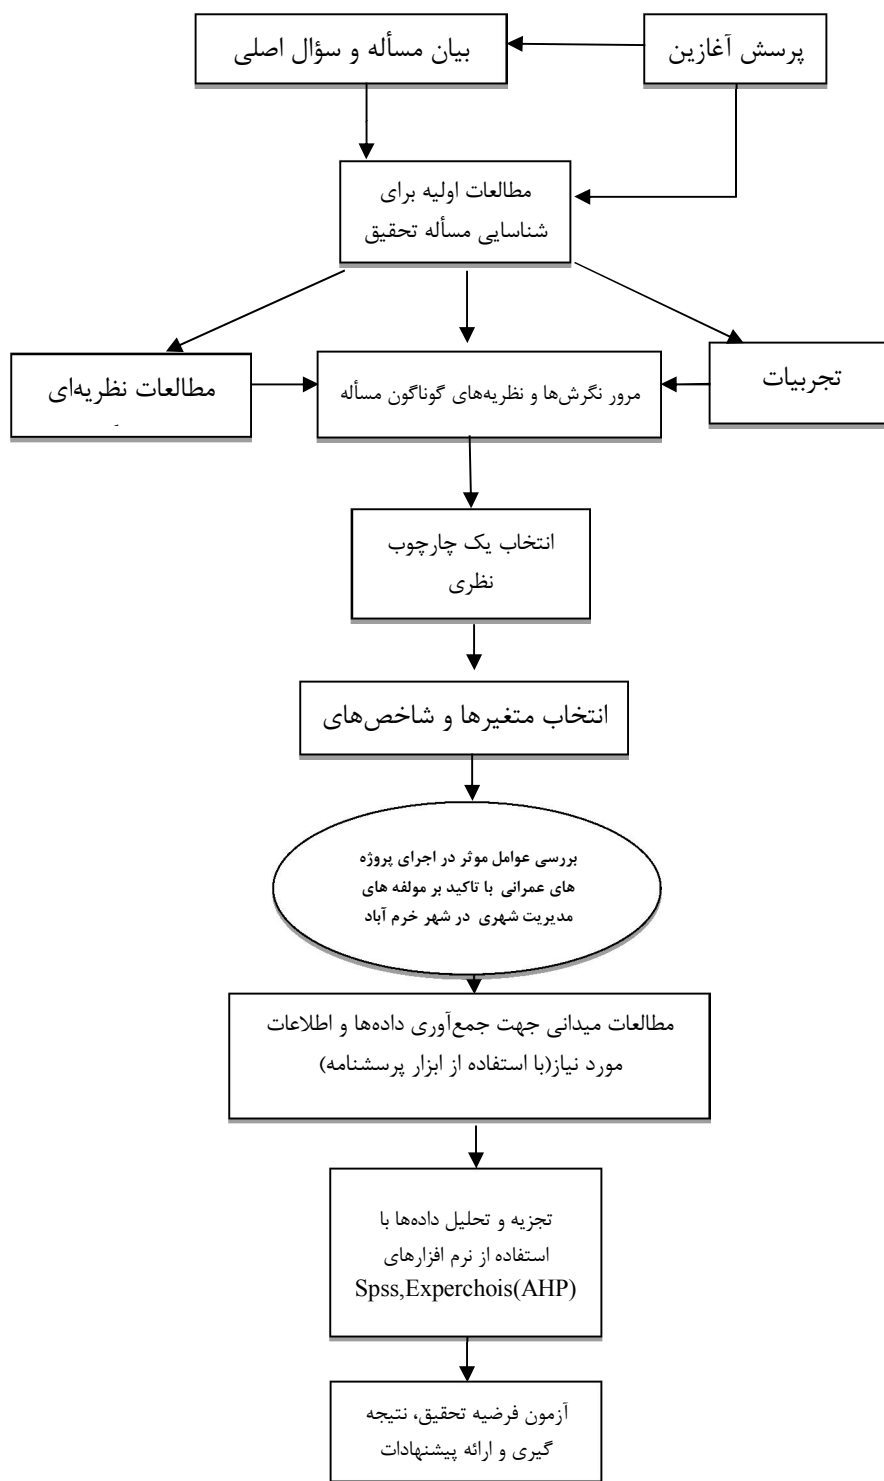 پرسش آغازین
بیان مسأله و سؤال اصلی
مطالعات اولیه برای
شناسایی مسأله تحقیق
تجربیات
مرور نگرش‌ها و نظریه‌های گوناگون مسأله
مطالعات نظریه‌ای
انتخاب یک چارچوب
نظری
انتخاب متغیرها و شاخص‌های
بررسی عوامل موثر در اجرای پروژه
های عمرانی با تاکید بر مولفه های
مدیریت شهری در شهر خرم آباد
مطالعات میدانی جهت جمع‌آوری داده‌ها و اطلاعات
مورد نیاز(با استفاده از ابزار پرسشنامه)
تجزیه و تحلیل داده‌ها با
استفاده از نرم افزارهای
Spss,Experchois(AHP)
آزمون فرضیه تحقیق، نتیجه
گیری و ارائه پیشنهادات